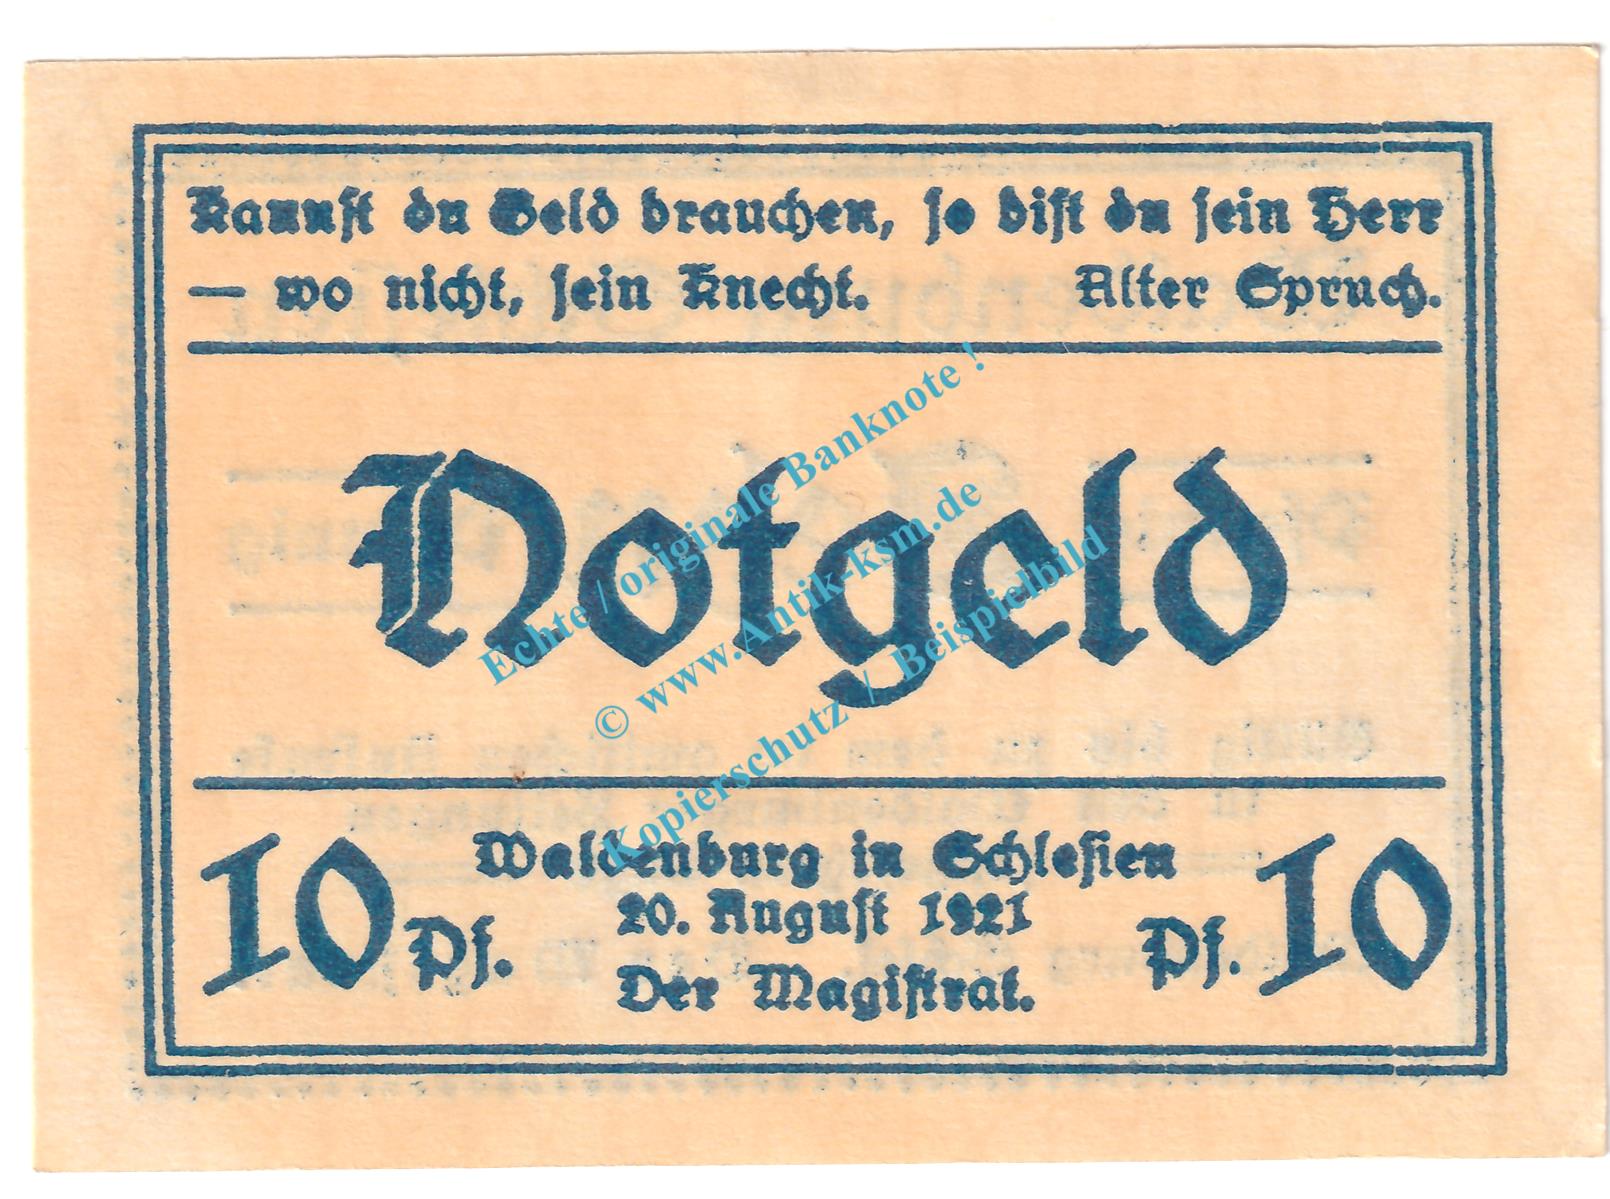 Kannst du Geld brauchen, so bist du sein Herr
— wo nicht, sein Knecht. Alter Spruch.
Notgeld
Echte / originale Banknote !
© www.Antik-ksm.de
Kopierschutz / Beispielbild
10 Pf.
Waldenburg in Schlesien
20. August 1921
Der Magistrat.
Pf. 10